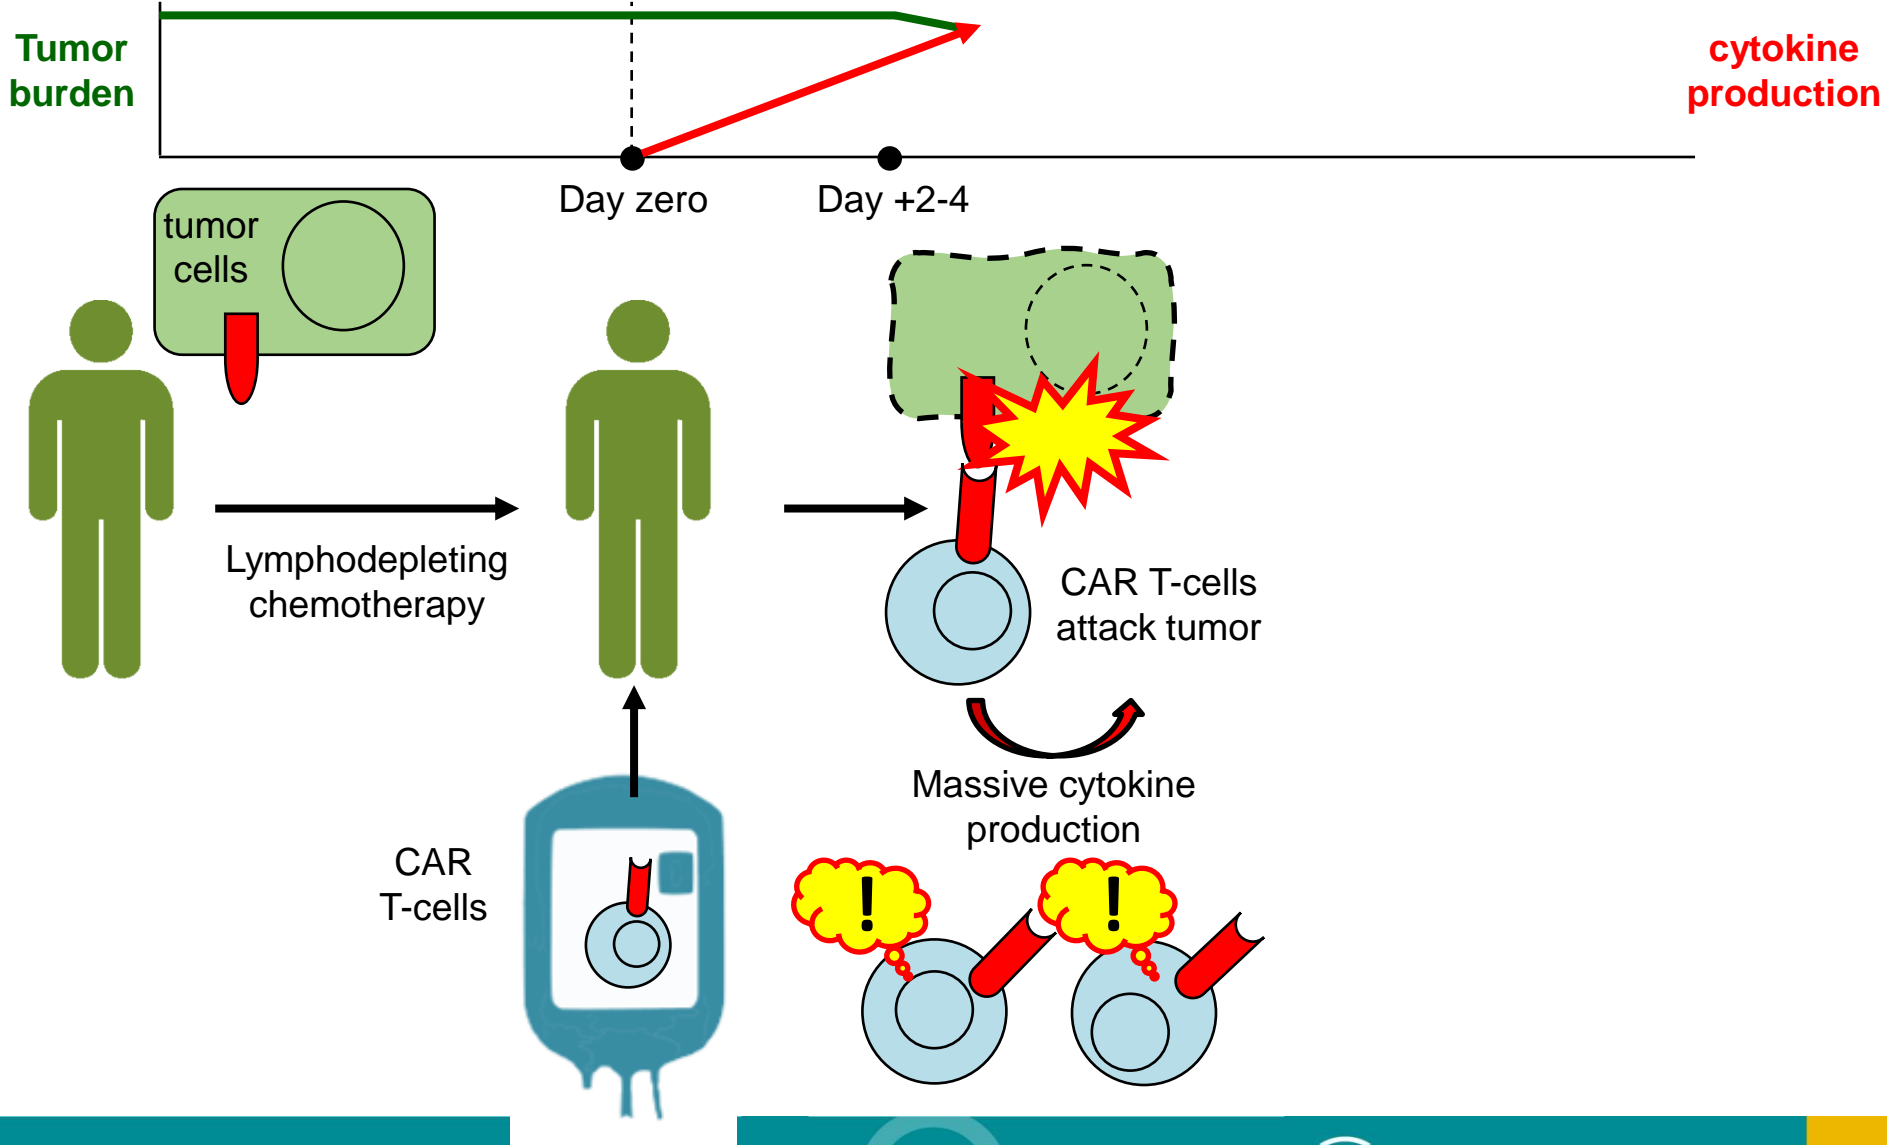 Tumor
burden
cytokine
production
Day zero
Day +2-4
tumor
cells
Lymphodepleting
chemotherapy
CAR T-cells
attack tumor
Massive cytokine
production
CAR
T-cells
!
!